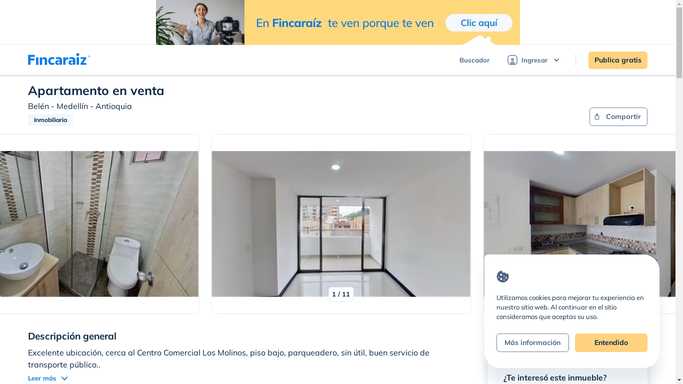 En Fincaraíz te ven porque te ven
Clic aquí
Fincaraíz
Buscador
Ingresar
Publica gratis
Apartamento en venta
Belén - Medellín - Antioquia
Inmobiliaria
Compartir
1 / 11
Utilizamos cookies para mejorar tu experiencia en
nuestro sitio web. Al continuar en el sitio
consideramos que aceptas su uso.
Más información
Entendido
Descripción general
Excelente ubicación, cerca al Centro Comercial Los Molinos, piso bajo, parqueadero, sin útil, buen servicio de
transporte público..
Leer más
¿Te interesó este inmueble?